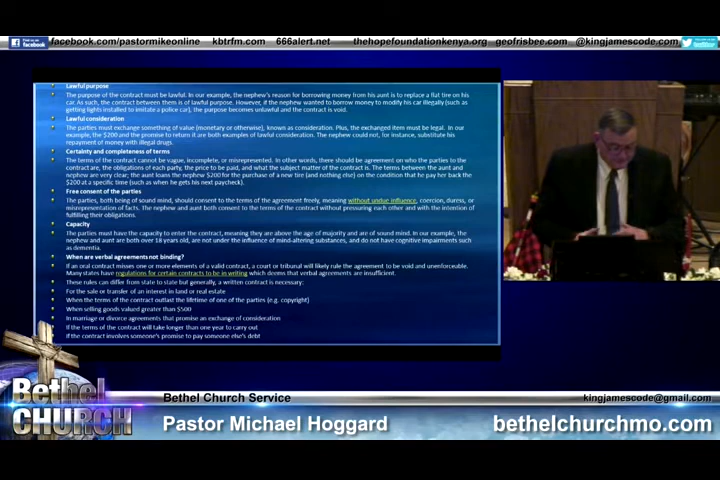 Find us on facebook
facebook.com/pastormikeonline kbtrfm.com 666alert.net thehopefoundationkenya.org geofrisbee.com @kingjamescode.com
Lawful purpose
The purpose of the contract must be lawful. In our example, the nephew's reason for borrowing money from his aunt is to replace a flat tire on his
car. As such, the contract between them is of lawful purpose. However, if the nephew wanted to borrow money to modify his car illegally (such as
getting lights installed to imitate a police car), the purpose becomes unlawful and the contract is void.
Lawful consideration
The parties must exchange something of value (monetary or otherwise), known as consideration. Plus, the exchanged item must be legal. In our
example, the $200 and the promise to return it are both examples of lawful consideration. The nephew could not, for instance, substitute his
repayment of money with illegal drugs.
Certainty and completeness of terms
The terms of the contract cannot be vague, incomplete, or misrepresented. In other words, there should be agreement on who the parties to the
contract are, the obligations of each party, the price to be paid, and what the subject matter of the contract is. The terms between the aunt and
nephew are very clear; the aunt loans the nephew $200 for the purchase of a new tire (and nothing else) on the condition that he pay her back the
$200 at a specific time (such as when he gets his next paycheck).
Free consent of the parties
The parties, both being of sound mind, should consent to the terms of the agreement freely, meaning without undue influence, coercion, duress, or
misrepresentation of facts. The nephew and aunt both consent to the terms of the contract without pressuring each other and with the intention of
fulfilling their obligations.
Capacity
The parties must have the capacity to enter the contract, meaning they are above the age of majority and are of sound mind. In our example, the
nephew and aunt are both over 18 years old, are not under the influence of mind-altering substances, and do not have cognitive impairments such
as dementia.
When are verbal agreements not binding?
If an oral contract misses one or more elements of a valid contract, a court or tribunal will likely rule the agreement to be void and unenforceable.
Many states have regulations for certain contracts to be in writing which deems that verbal agreements are insufficient.
These rules can differ from state to state but generally, a written contract is necessary:
For the sale or transfer of an interest in land or real estate
When the terms of the contract outlast the lifetime of one of the parties (e.g. copyright)
When selling goods valued greater than $500
In marriage or divorce agreements that promise an exchange of consideration
If the terms of the contract will take longer than one year to carry out
If the contract involves someone's promise to pay someone else's debt
Bethel
CHURCH
Bethel Church Service
kingjamescode@gmail.com
Pastor Michael Hoggard
bethelchurchmo.com